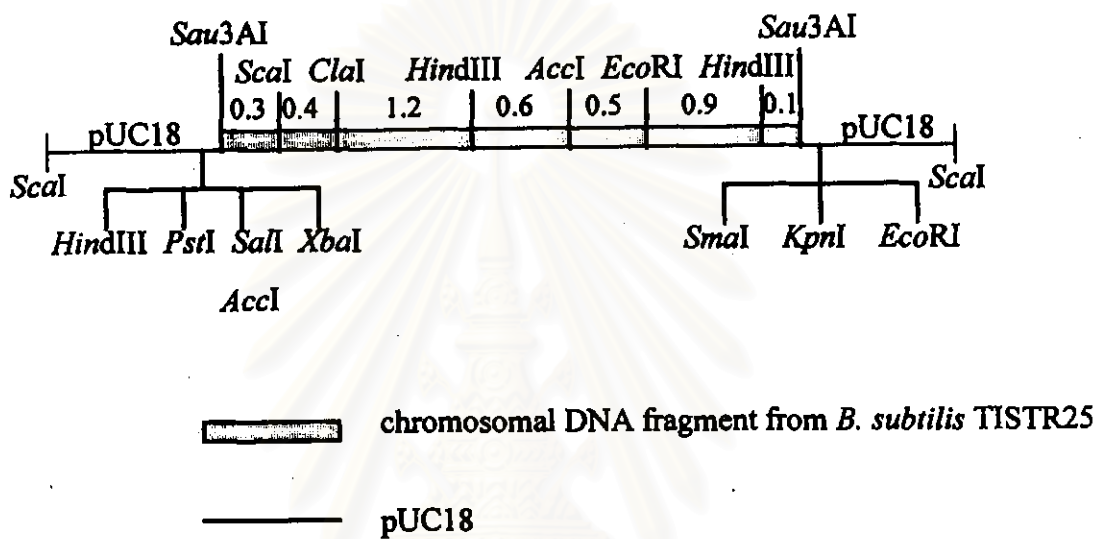 Sau3AI Sau3AI
ScaI ClaI HindIII AccI EcoRI HindIII
0.3 0.4 1.2 0.6 0.5 0.9 0.1
pUC18 pUC18
ScaI ScaI
HindIII PstI SalI XbaI SmaI KpnI EcoRI
AccI
chromosomal DNA fragment from B. subtilis TISTR25
pUC18